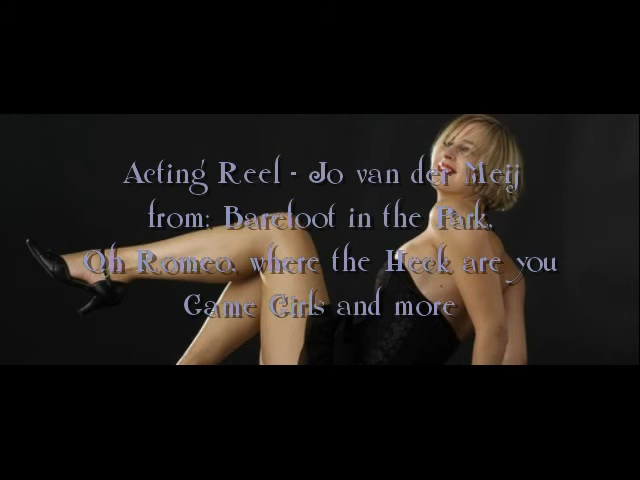 Acting Reel - Jo van der Meij
from: Barefoot in the Park,
Oh Romeo, where the Heck are you
Game Girls and more